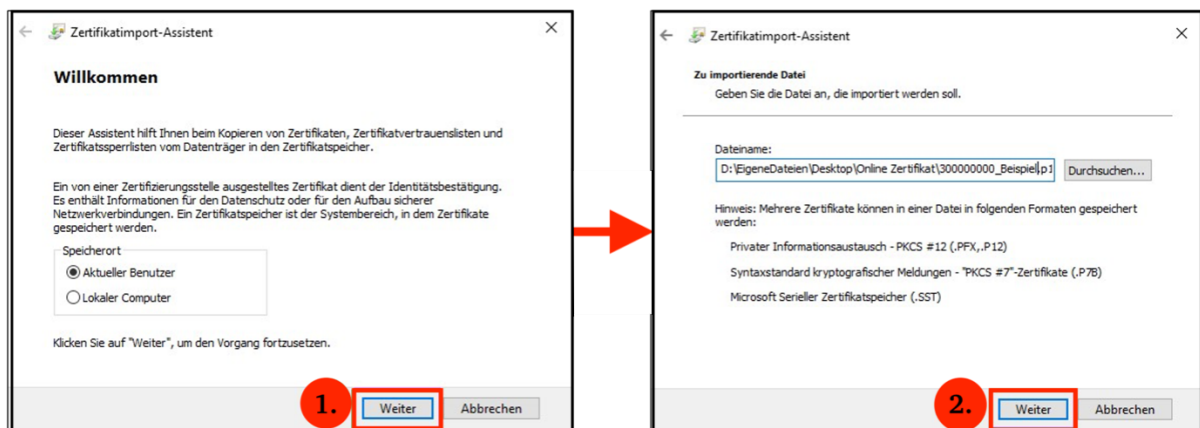 Zertifikatimport-Assistent
Willkommen
Dieser Assistent hilft Ihnen beim Kopieren von Zertifikaten, Zertifikatvertrauenslisten und
Zertifikatssperrlisten vom Datenträger in den Zertifikatspeicher.
Ein von einer Zertifizierungsstelle ausgestelltes Zertifikat dient der Identitätsbestätigung.
Es enthält Informationen für den Datenschutz oder für den Aufbau sicherer
Netzwerkverbindungen. Ein Zertifikatspeicher ist der Systembereich, in dem Zertifikate
gespeichert werden.
Speicherort
Aktueller Benutzer
Lokaler Computer
Klicken Sie auf "Weiter", um den Vorgang fortzusetzen.
1.
Weiter
Abbrechen
Zertifikatimport-Assistent
Zu importierende Datei
Geben Sie die Datei an, die importiert werden soll.
Dateiname:
D:\EigeneDateien\Desktop\Online Zertifikat\300000000_Beispiel.p1
Durchsuchen...
Hinweis: Mehrere Zertifikate können in einer Datei in folgenden Formaten gespeichert
werden:
Privater Informationsaustausch - PKCS #12 (.PFX,.P12)
Syntaxstandard kryptografischer Meldungen - "PKCS #7"-Zertifikate (.P7B)
Microsoft Serieller Zertifikatspeicher (.SST)
2.
Weiter
Abbrechen